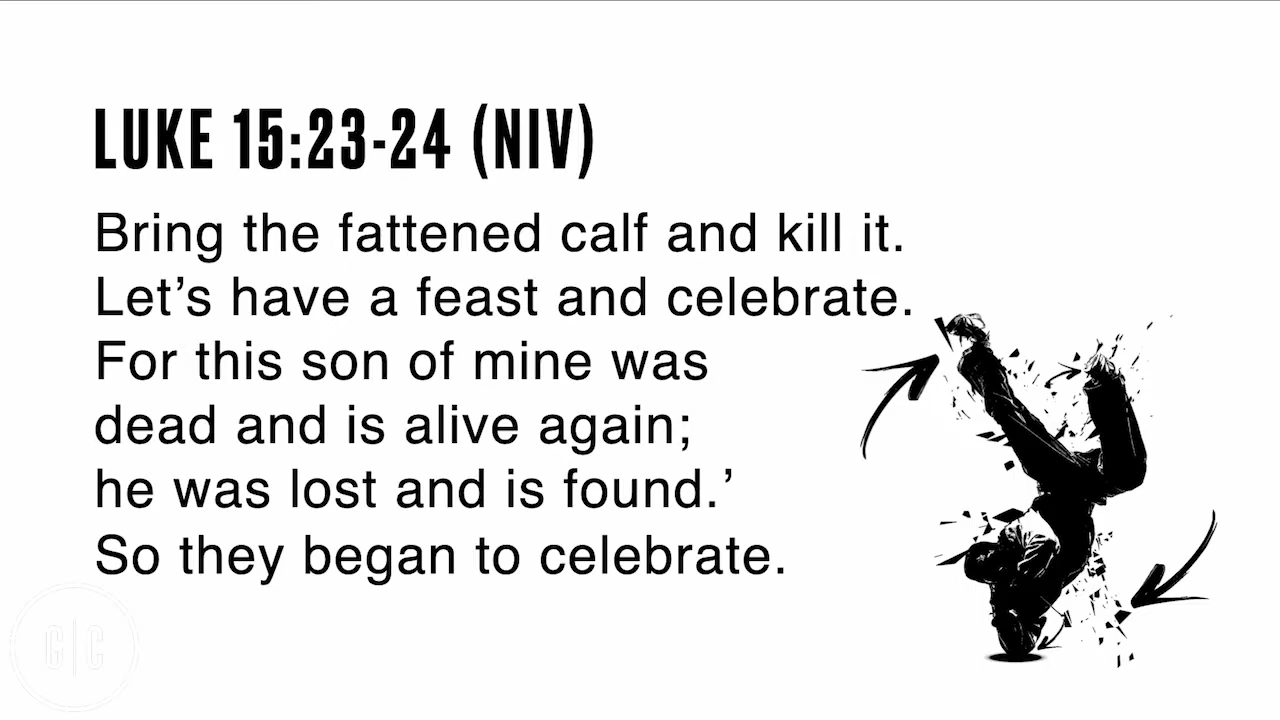 LUKE 15:23-24 (NIV)
Bring the fattened calf and kill it.
Let’s have a feast and celebrate.
For this son of mine was
dead and is alive again;
he was lost and is found.’
So they began to celebrate.
C|C